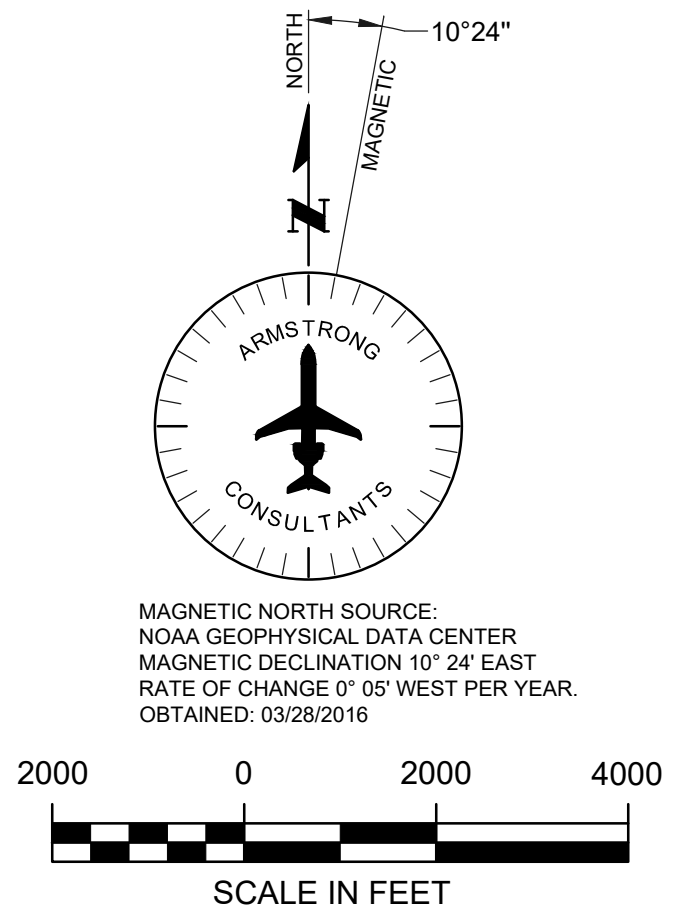 NORTH
10°24"
MAGNETIC
N
ARMSTRONG
CONSULTANTS
MAGNETIC NORTH SOURCE:
NOAA GEOPHYSICAL DATA CENTER
MAGNETIC DECLINATION 10° 24' EAST
RATE OF CHANGE 0° 05' WEST PER YEAR.
OBTAINED: 03/28/2016
2000 0 2000 4000
SCALE IN FEET